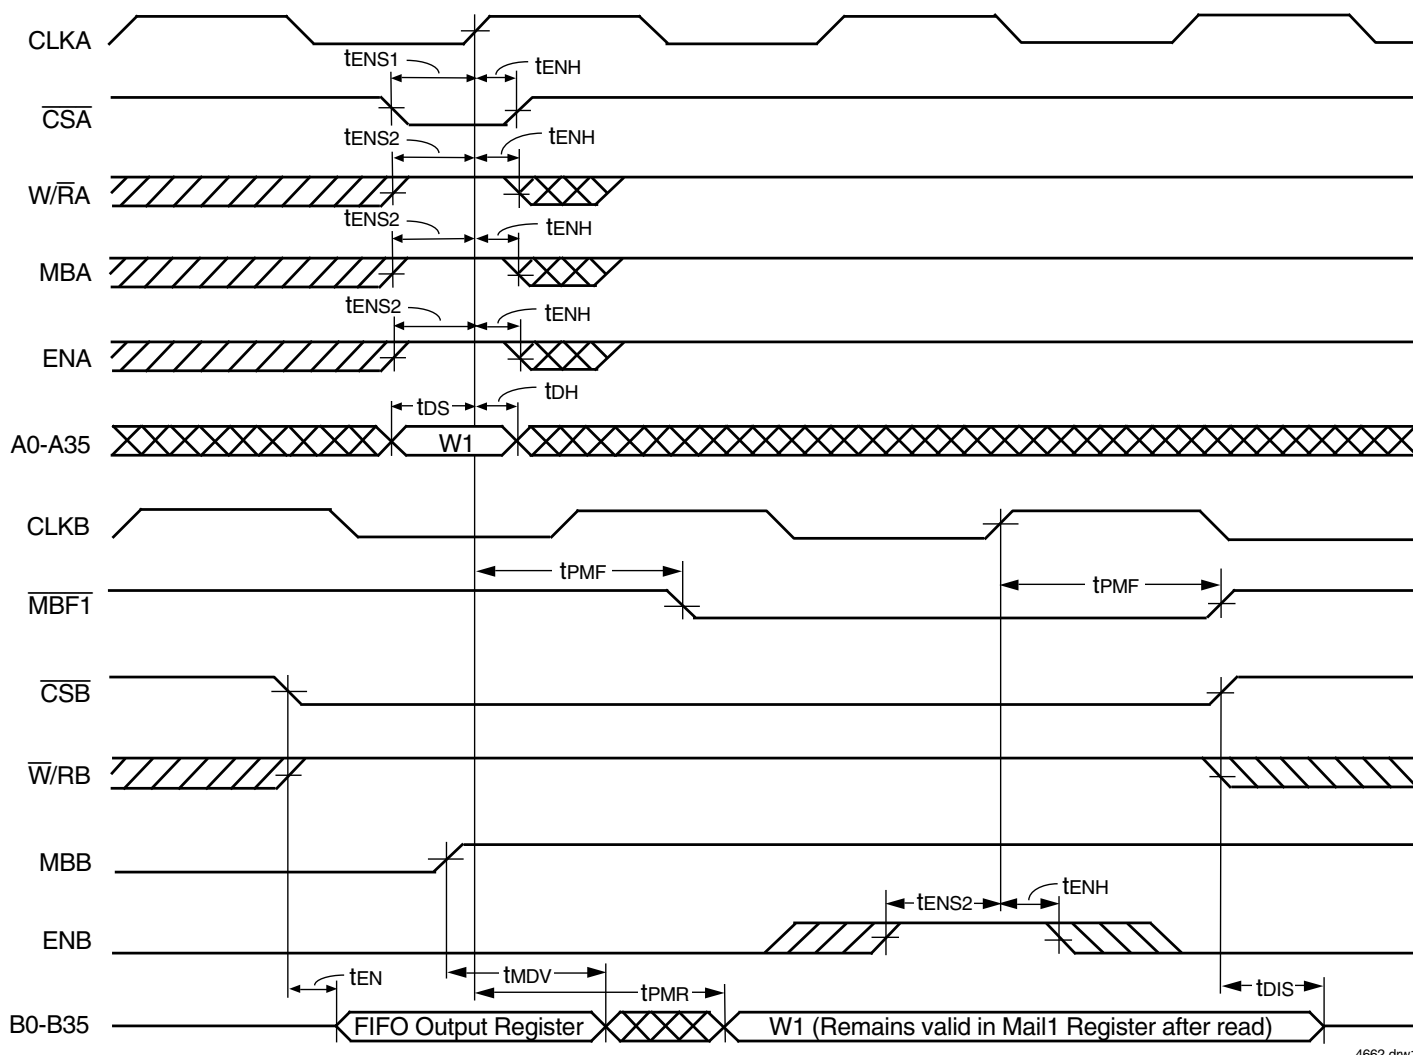 CLKA
tENS1
tENH
CSA
tENS2
tENH
W/RA
tENS2
tENH
MBA
tENS2
tENH
ENA
tDS
tDH
A0-A35
W1
CLKB
tPMF
tPMF
MBF1
CSB
W/RB
MBB
tENS2
tENH
ENB
tEN
tMDV
tPMR
tDIS
B0-B35
FIFO Output Register
W1 (Remains valid in Mail1 Register after read)
4662 drw